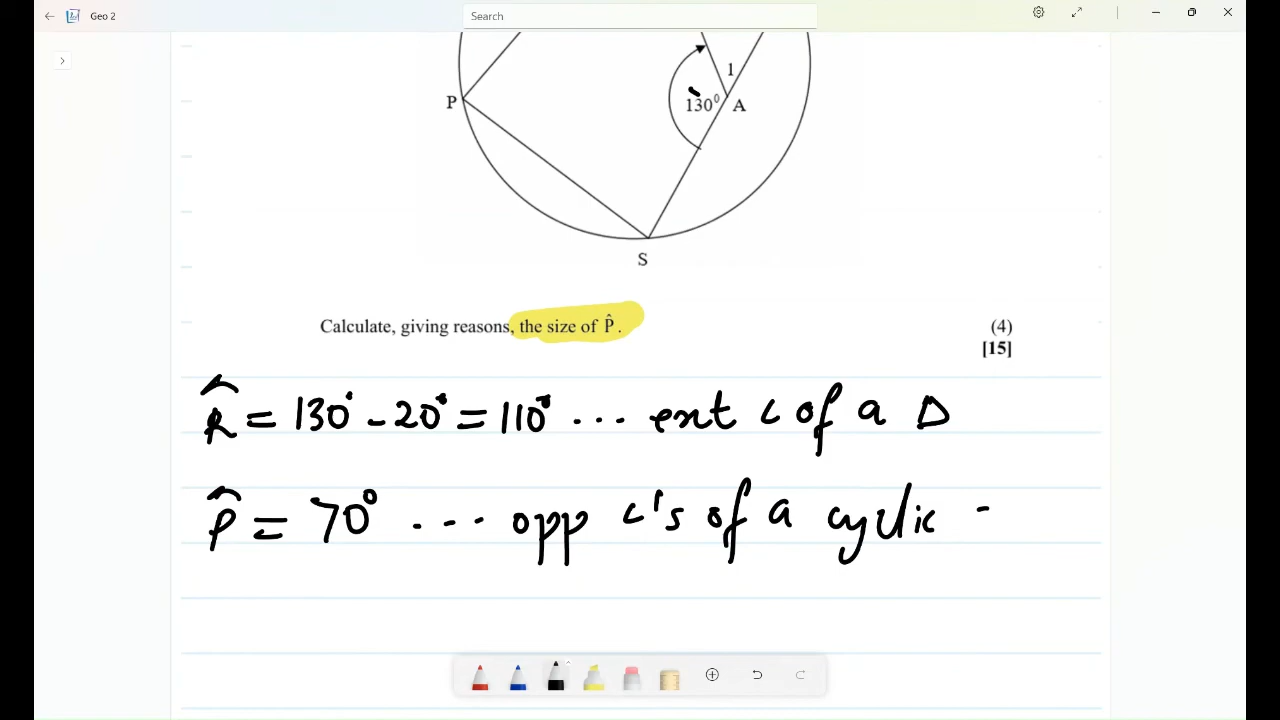 Geo 2
Search
1
P
130⁰
A
S
Calculate, giving reasons, the size of P̂.
(4)
[15]
R̂ = 130° - 20° = 110° ... ext ∠ of a Δ
P̂ = 70° ... opp ∠'s of a cyclic -